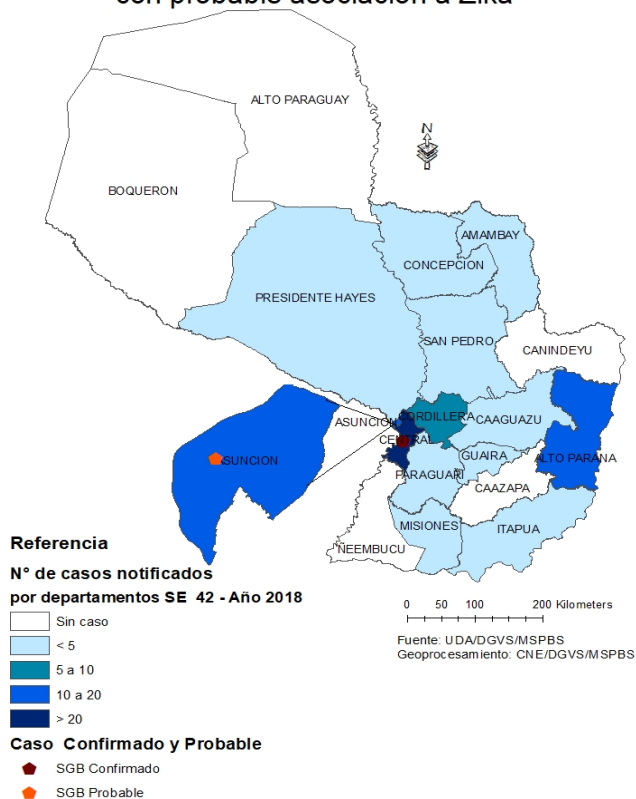 con probable asociación a Zika
ALTO PARAGUAY
N
BOQUERON
AMAMBAY
CONCEPCION
PRESIDENTE HAYES
SAN PEDRO
CANINDEYU
ASUNCION
CORDILLERA
CAAGUAZU
CENTRAL
SUNCION
GUAIRA
ALTO PARANA
PARAGUARI
CAAZAPA
MISIONES
ITAPUA
ÑEEMBUCU
Referencia
N° de casos notificados
por departamentos SE 42 - Año 2018
Sin caso
< 5
5 a 10
10 a 20
> 20
0 50 100 200 Kilometers
Fuente: UDA/DGVS/MSPBS
Geoprocesamiento: CNE/DGVS/MSPBS
Caso Confirmado y Probable
SGB Confirmado
SGB Probable